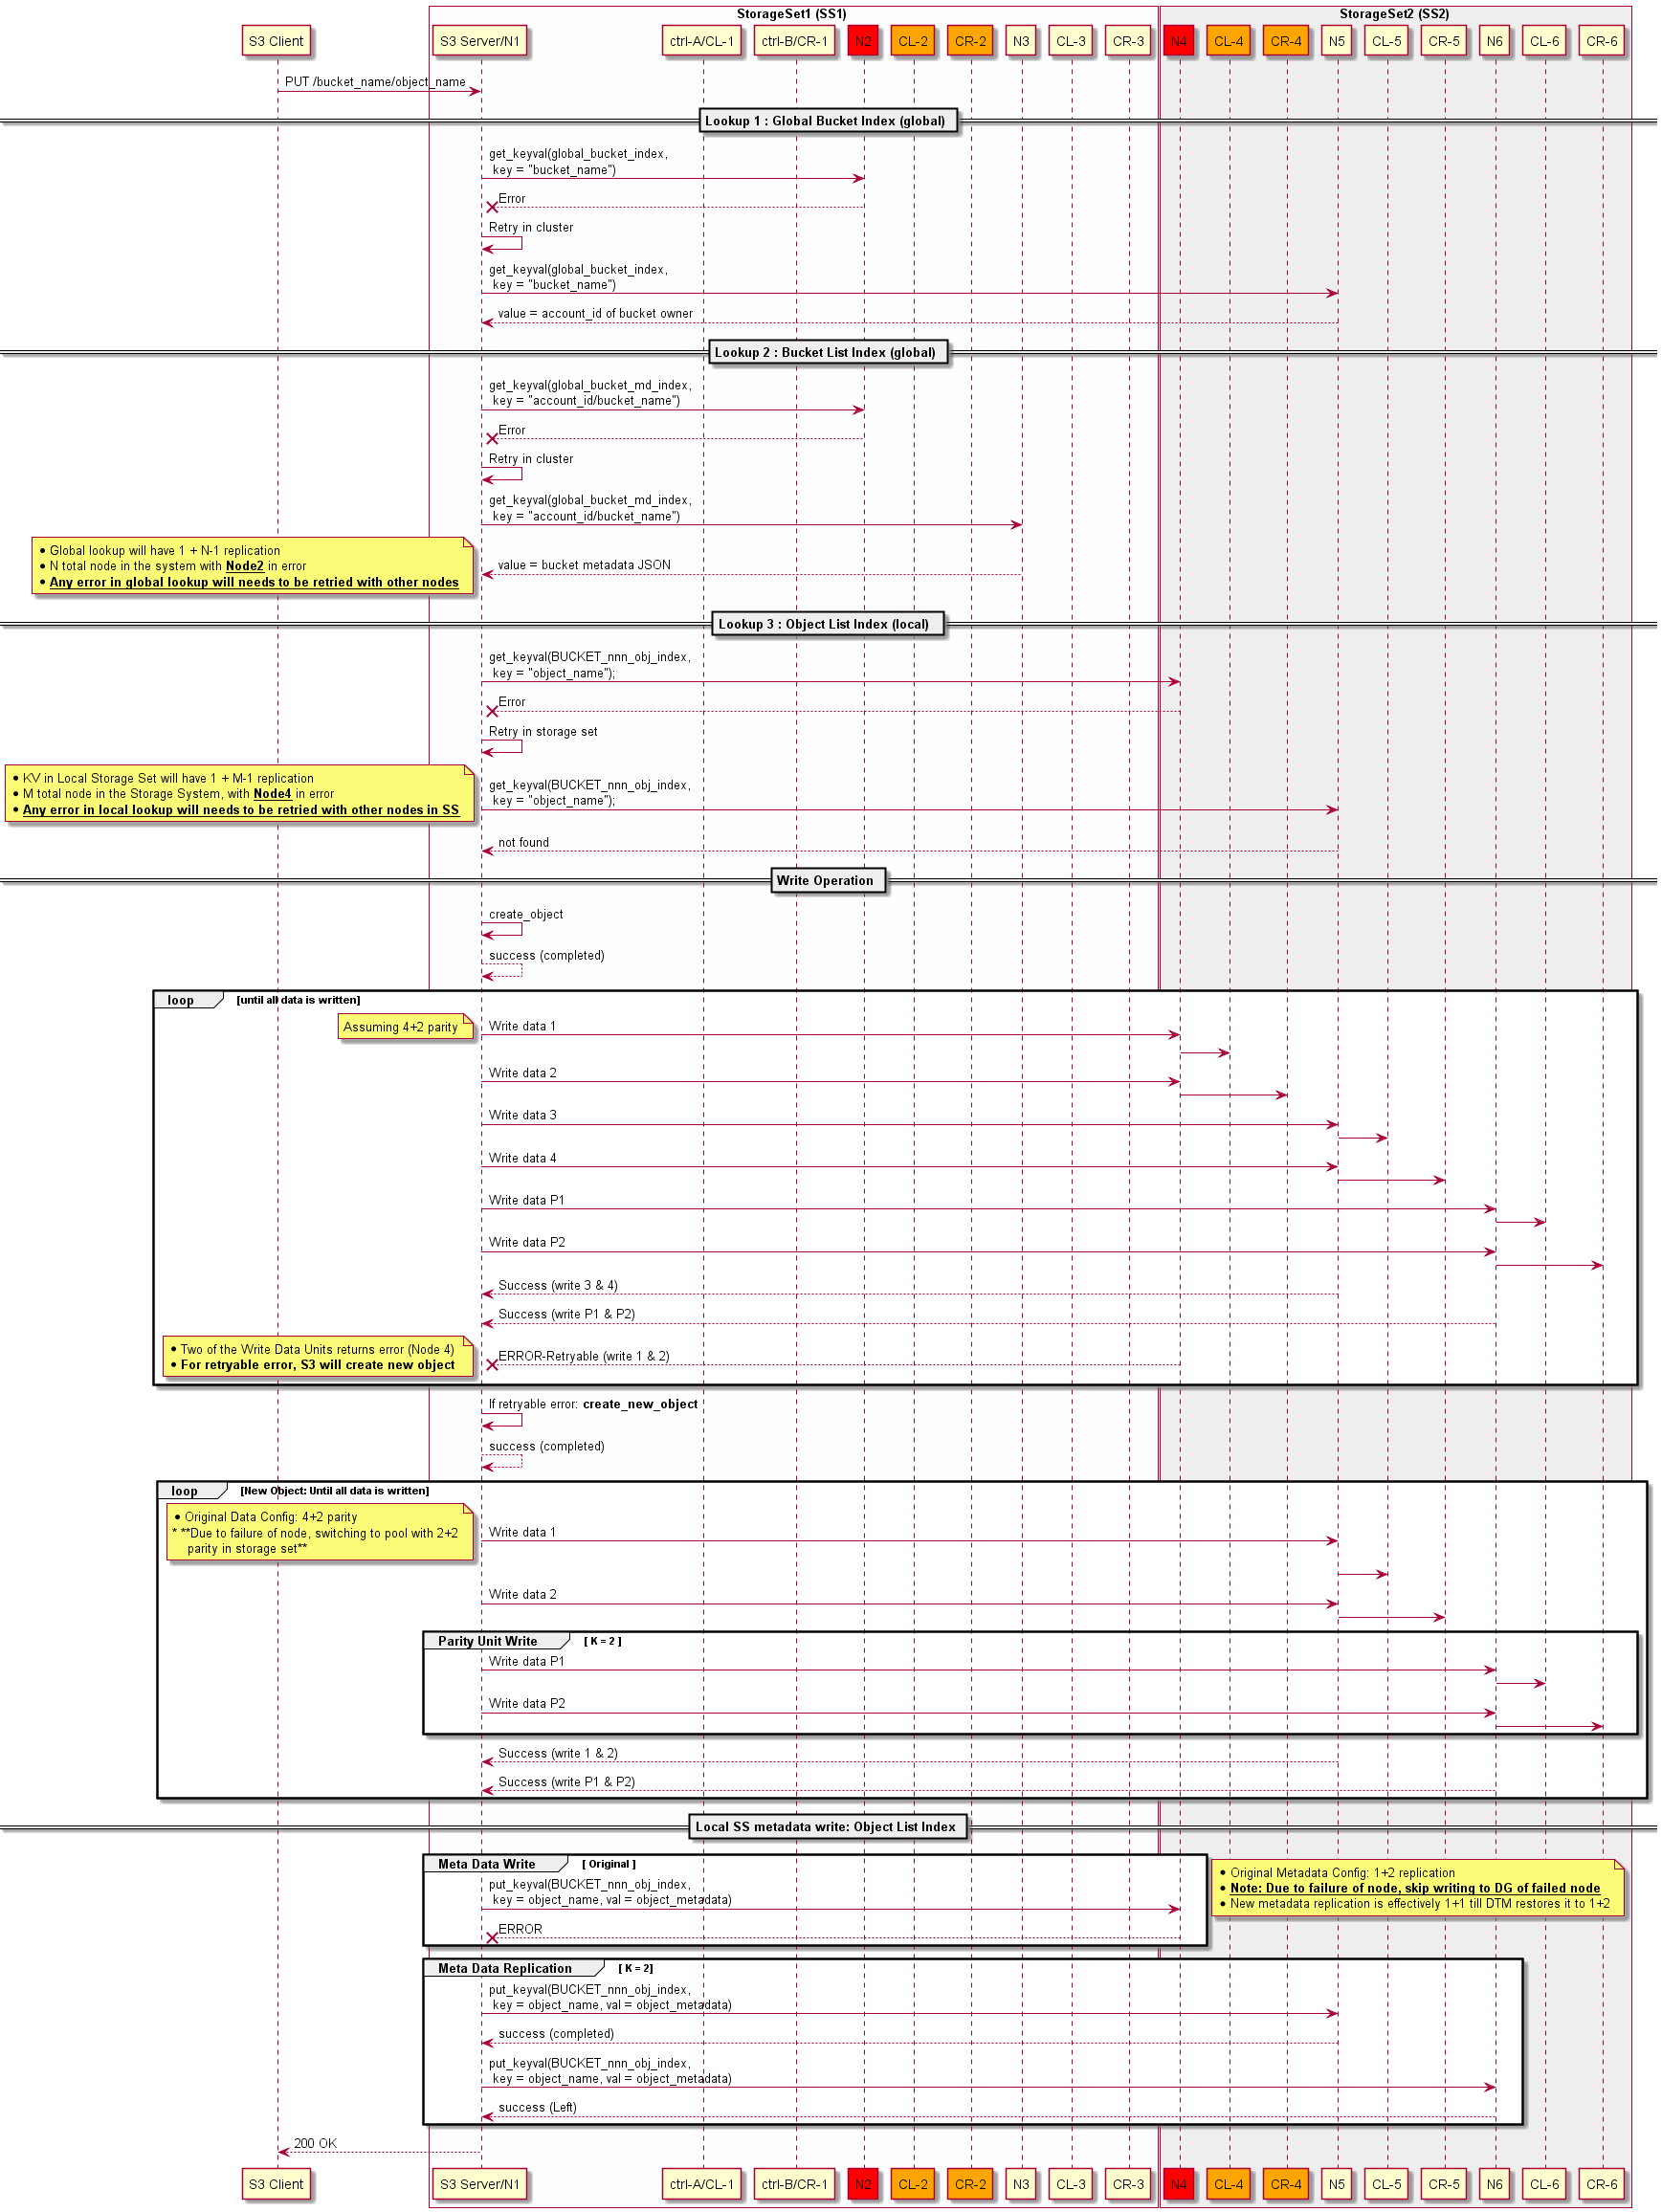 StorageSet1 (SS1)
StorageSet2 (SS2)
S3 Client
S3 Server/N1
ctrl-A/CL-1
ctrl-B/CR-1
N2
CL-2
CR-2
N3
CL-3
CR-3
N4
CL-4
CR-4
N5
CL-5
CR-5
N6
CL-6
CR-6
PUT /bucket_name/object_name
Lookup 1 : Global Bucket Index (global)
get_keyval(global_bucket_index,
key = "bucket_name")
Error
Retry in cluster
get_keyval(global_bucket_index,
key = "bucket_name")
value = account_id of bucket owner
Lookup 2 : Bucket List Index (global)
get_keyval(global_bucket_md_index,
key = "account_id/bucket_name")
Error
Retry in cluster
get_keyval(global_bucket_md_index,
key = "account_id/bucket_name")
• Global lookup will have 1 + N-1 replication
• N total node in the system with Node2 in error
• Any error in global lookup will needs to be retried with other nodes
value = bucket metadata JSON
Lookup 3 : Object List Index (local)
get_keyval(BUCKET_nnn_obj_index,
key = "object_name");
Error
Retry in storage set
• KV in Local Storage Set will have 1 + M-1 replication
• M total node in the Storage System, with Node4 in error
• Any error in local lookup will needs to be retried with other nodes in SS
get_keyval(BUCKET_nnn_obj_index,
key = "object_name");
not found
Write Operation
create_object
success (completed)
loop [until all data is written]
Assuming 4+2 parity
Write data 1
Write data 2
Write data 3
Write data 4
Write data P1
Write data P2
Success (write 3 & 4)
Success (write P1 & P2)
• Two of the Write Data Units returns error (Node 4)
• For retryable error, S3 will create new object
ERROR-Retryable (write 1 & 2)
If retryable error: create_new_object
success (completed)
loop [New Object: Until all data is written]
• Original Data Config: 4+2 parity
* **Due to failure of node, switching to pool with 2+2
parity in storage set**
Write data 1
Write data 2
Parity Unit Write [ K = 2 ]
Write data P1
Write data P2
Success (write 1 & 2)
Success (write P1 & P2)
Local SS metadata write: Object List Index
Meta Data Write [ Original ]
put_keyval(BUCKET_nnn_obj_index,
key = object_name, val = object_metadata)
ERROR
• Original Metadata Config: 1+2 replication
• Note: Due to failure of node, skip writing to DG of failed node
• New metadata replication is effectively 1+1 till DTM restores it to 1+2
Meta Data Replication [ K = 2]
put_keyval(BUCKET_nnn_obj_index,
key = object_name, val = object_metadata)
success (completed)
put_keyval(BUCKET_nnn_obj_index,
key = object_name, val = object_metadata)
success (Left)
200 OK
S3 Client
S3 Server/N1
ctrl-A/CL-1
ctrl-B/CR-1
N2
CL-2
CR-2
N3
CL-3
CR-3
N4
CL-4
CR-4
N5
CL-5
CR-5
N6
CL-6
CR-6